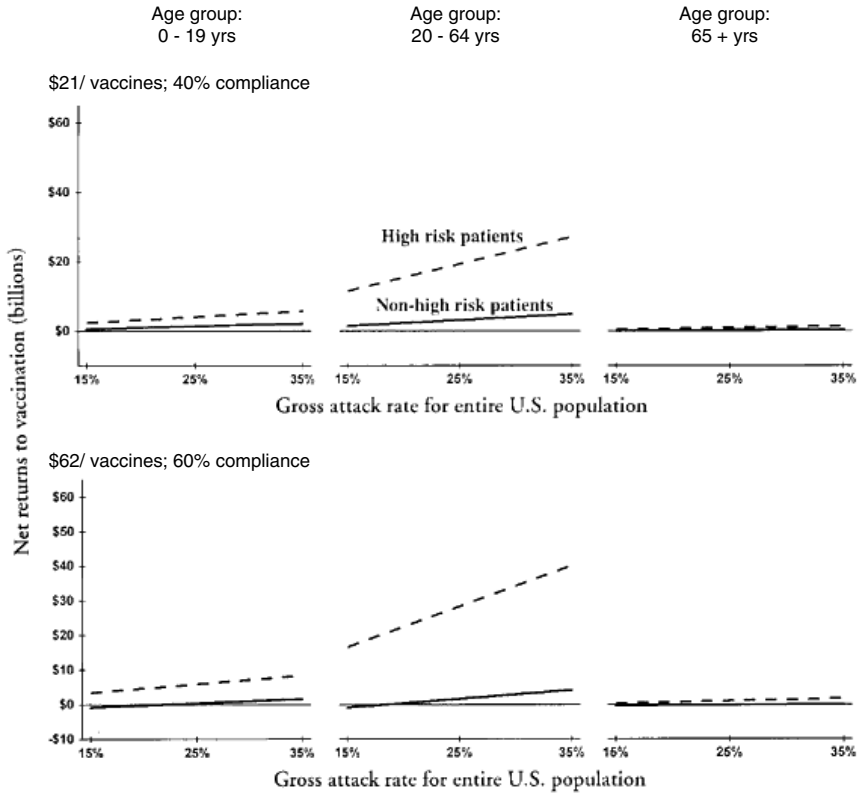 Age group:
0 - 19 yrs
Age group:
20 - 64 yrs
Age group:
65 + yrs
$21/ vaccines; 40% compliance
$60
$40
$20
$0
High risk patients
Non-high risk patients
15% 25% 35% 15% 25% 35% 15% 25% 35%
Gross attack rate for entire U.S. population
Net returns to vaccination (billions)
$62/ vaccines; 60% compliance
$60
$50
$40
$30
$20
$10
$0
-$10
15% 25% 35% 15% 25% 35% 16% 25% 35%
Gross attack rate for entire U.S. population